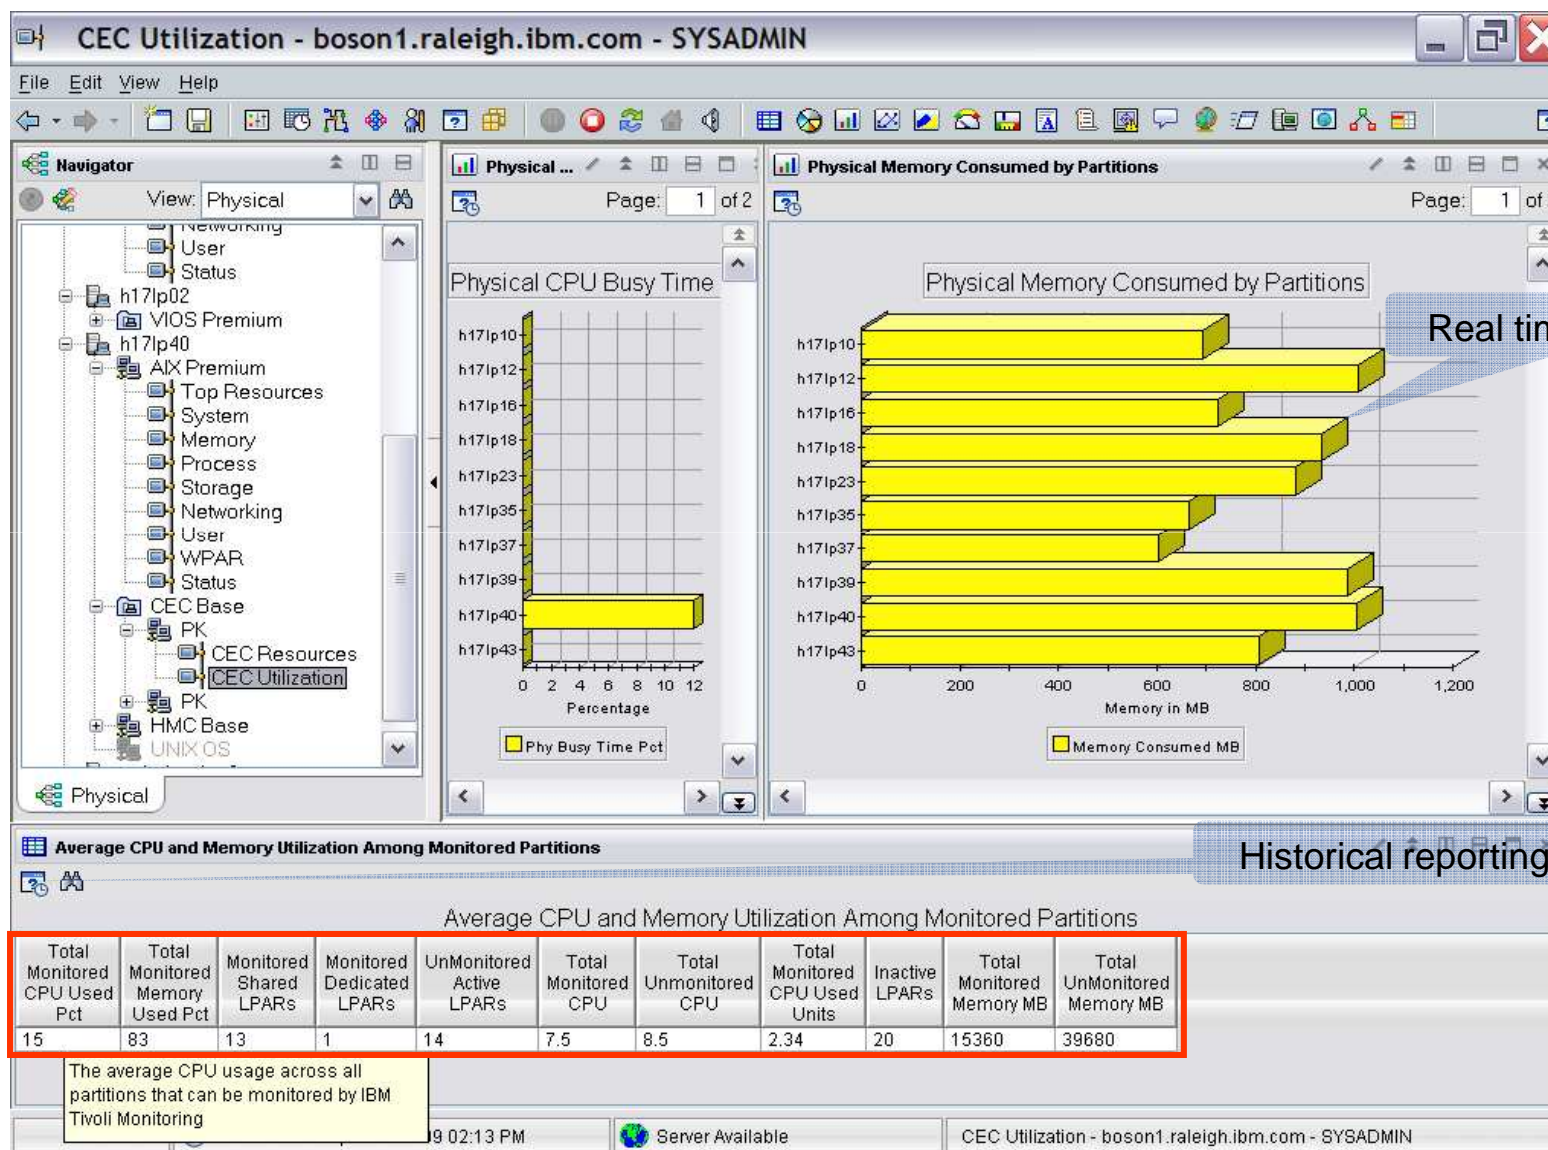 CEC Utilization - boson1.raleigh.ibm.com - SYSADMIN
File Edit View Help
Navigator
View: Physical
Networking
User
Status
h17lp02
VIOS Premium
h17lp40
AIX Premium
Top Resources
System
Memory
Process
Storage
Networking
User
WPAR
Status
CEC Base
PK
CEC Resources
CEC Utilization
PK
HMC Base
UNIX OS
Physical
Physical ...
Page: 1 of 2
Physical CPU Busy Time
h17lp10
h17lp12
h17lp16
h17lp18
h17lp23
h17lp35
h17lp37
h17lp39
h17lp40
h17lp43
0 2 4 6 8 10 12
Percentage
Phy Busy Time Pct
Physical Memory Consumed by Partitions
Page: 1 of
Physical Memory Consumed by Partitions
Real tim
h17lp10
h17lp12
h17lp16
h17lp18
h17lp23
h17lp35
h17lp37
h17lp39
h17lp40
h17lp43
0 200 400 600 800 1,000 1,200
Memory in MB
Memory Consumed MB
Average CPU and Memory Utilization Among Monitored Partitions
Historical reporting
Average CPU and Memory Utilization Among Monitored Partitions
Total Monitored CPU Used Pct
Total Monitored Memory Used Pct
Monitored Shared LPARs
Monitored Dedicated LPARs
UnMonitored Active LPARs
Total Monitored CPU
Total Unmonitored CPU
Total Monitored CPU Used Units
Inactive LPARs
Total Monitored Memory MB
Total UnMonitored Memory MB
15 83 13 1 14 7.5 8.5 2.34 20 15360 39680
The average CPU usage across all
partitions that can be monitored by IBM
Tivoli Monitoring
09 02:13 PM
Server Available
CEC Utilization - boson1.raleigh.ibm.com - SYSADMIN